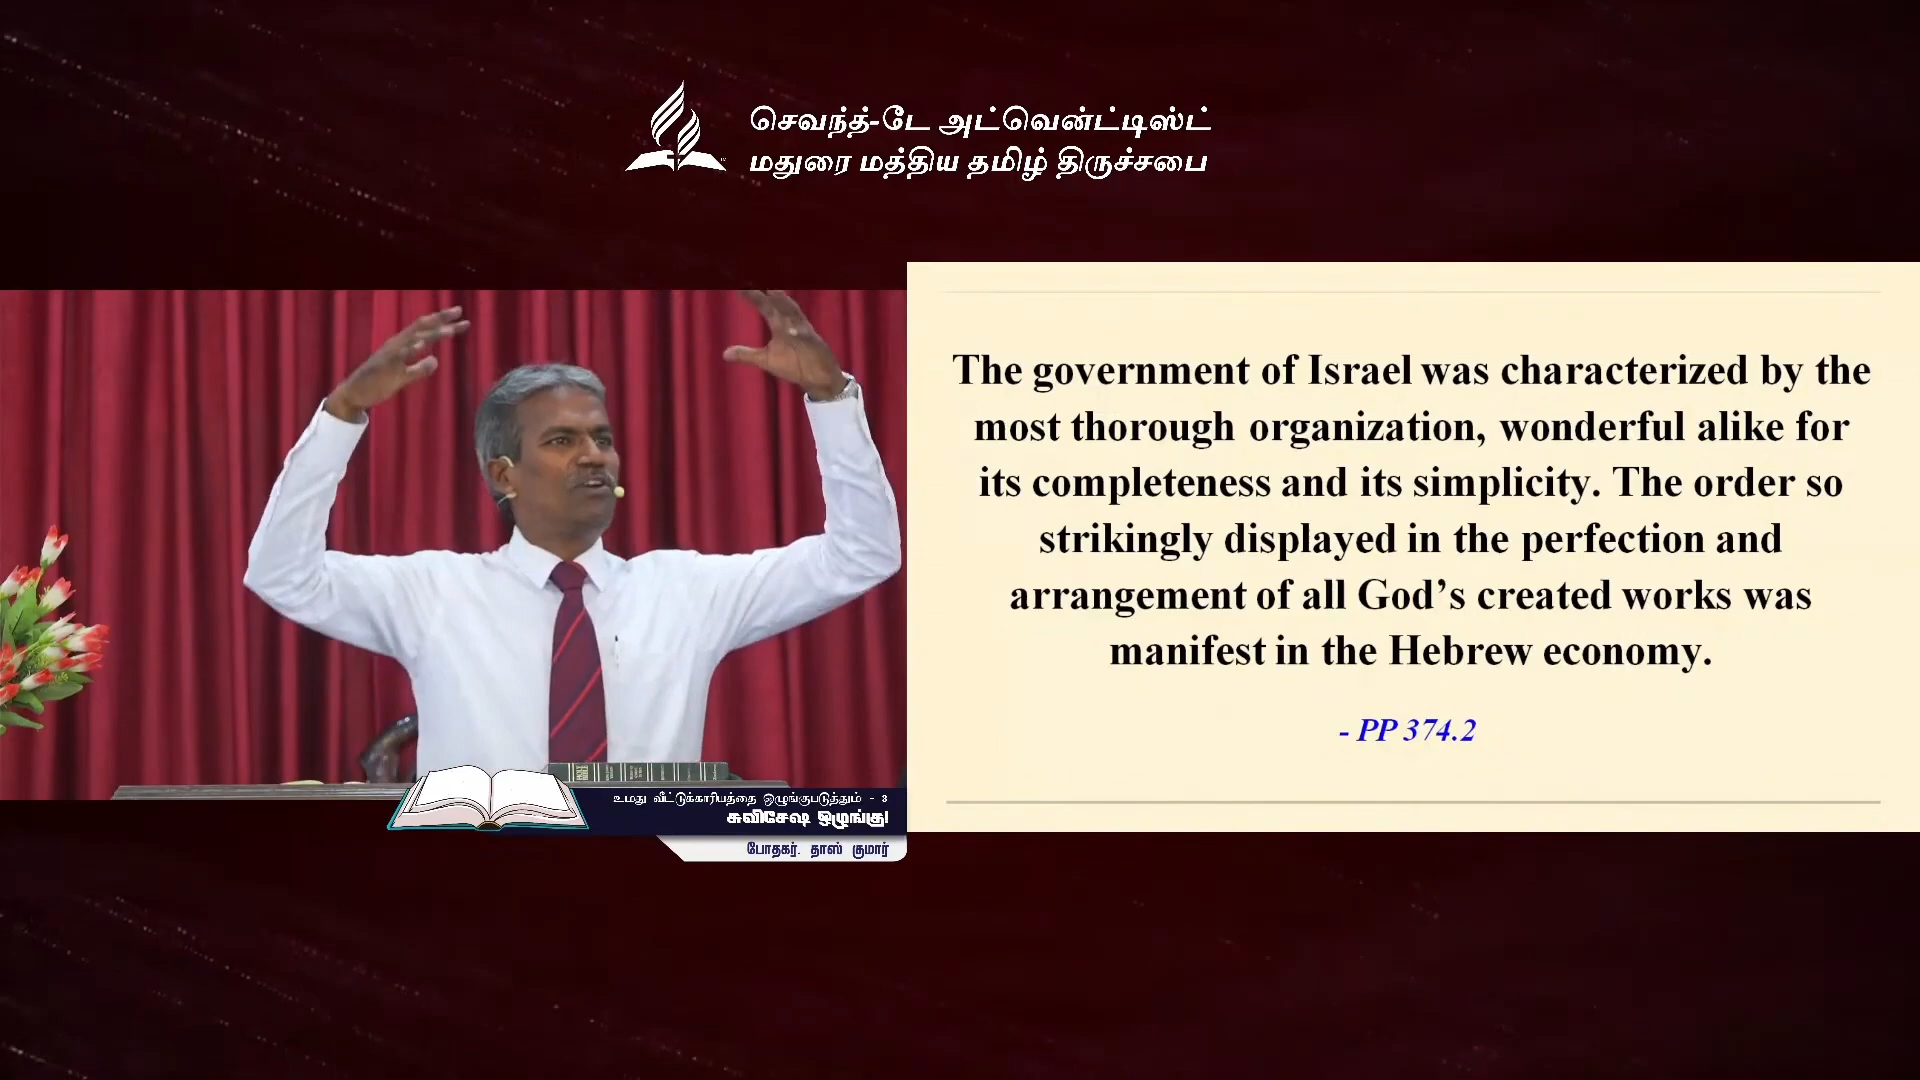 செவந்த்-டே அட்வென்ட்டிஸ்ட்
மதுரை மத்திய தமிழ் திருச்சபை
The government of Israel was characterized by the
most thorough organization, wonderful alike for
its completeness and its simplicity. The order so
strikingly displayed in the perfection and
arrangement of all God’s created works was
manifest in the Hebrew economy.
- PP 374.2
உமது வீட்டுக்காரியத்தை ஒழுங்குபடுத்தும் - 3
சுவிசேஷ ஒழுங்கு!
போதகர். தாஸ் குமார்